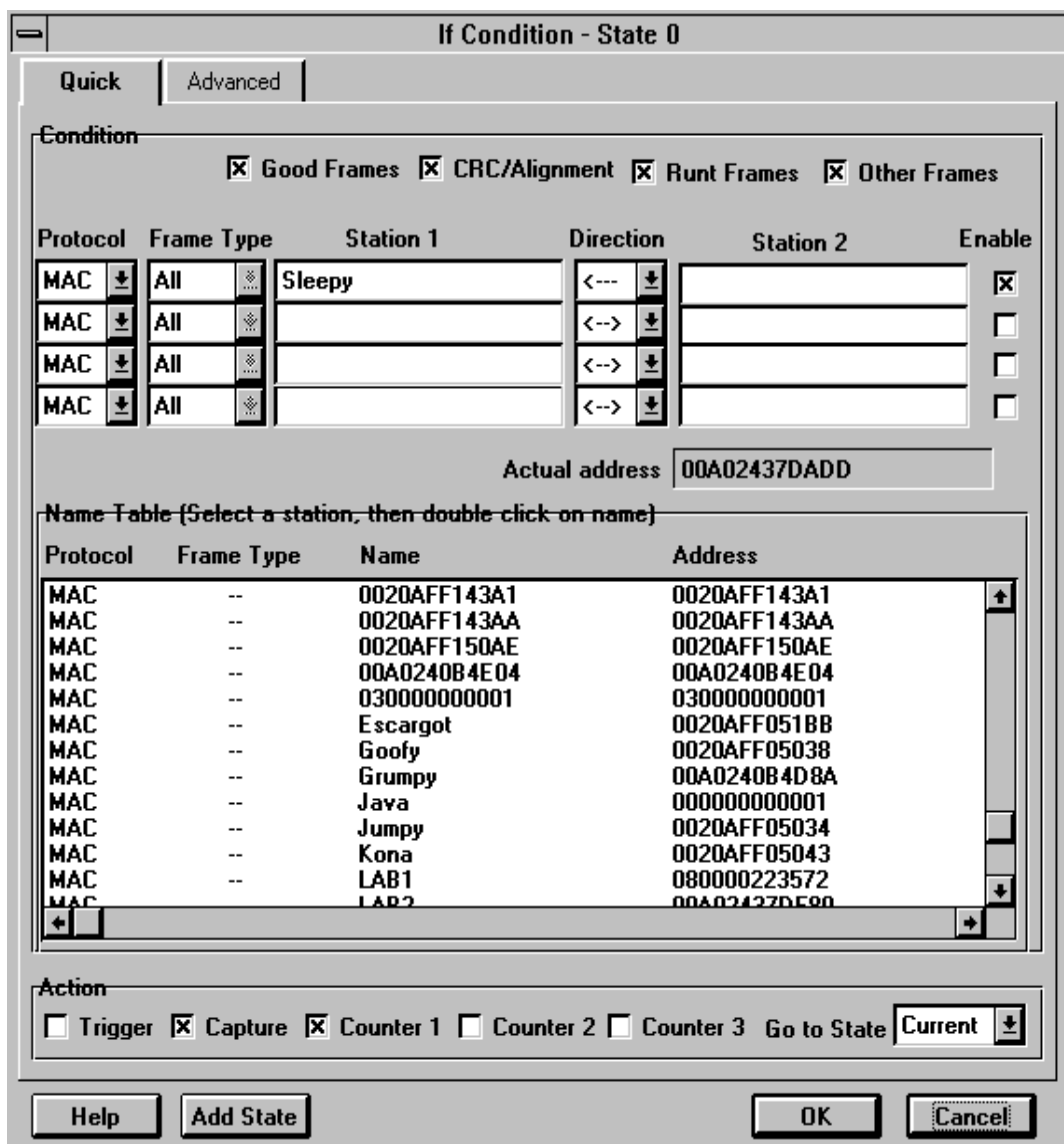 If Condition - State 0
Quick Advanced
Condition
Good Frames CRC/Alignment Runt Frames Other Frames
Protocol Frame Type Station 1 Direction Station 2 Enable
MAC All Sleepy <---
MAC All <-->
MAC All <-->
MAC All <-->
Actual address 00A02437DADD
Name Table (Select a station, then double click on name)
Protocol Frame Type Name Address
MAC -- 0020AFF143A1 0020AFF143A1
MAC -- 0020AFF143AA 0020AFF143AA
MAC -- 0020AFF150AE 0020AFF150AE
MAC -- 00A0240B4E04 00A0240B4E04
MAC -- 030000000001 030000000001
MAC -- Escargot 0020AFF051BB
MAC -- Goofy 0020AFF05038
MAC -- Grumpy 00A0240B4D8A
MAC -- Java 000000000001
MAC -- Jumpy 0020AFF05034
MAC -- Kona 0020AFF05043
MAC -- LAB1 080000223572
MAC LAB2
Action
Trigger Capture Counter 1 Counter 2 Counter 3 Go to State Current
Help Add State OK Cancel